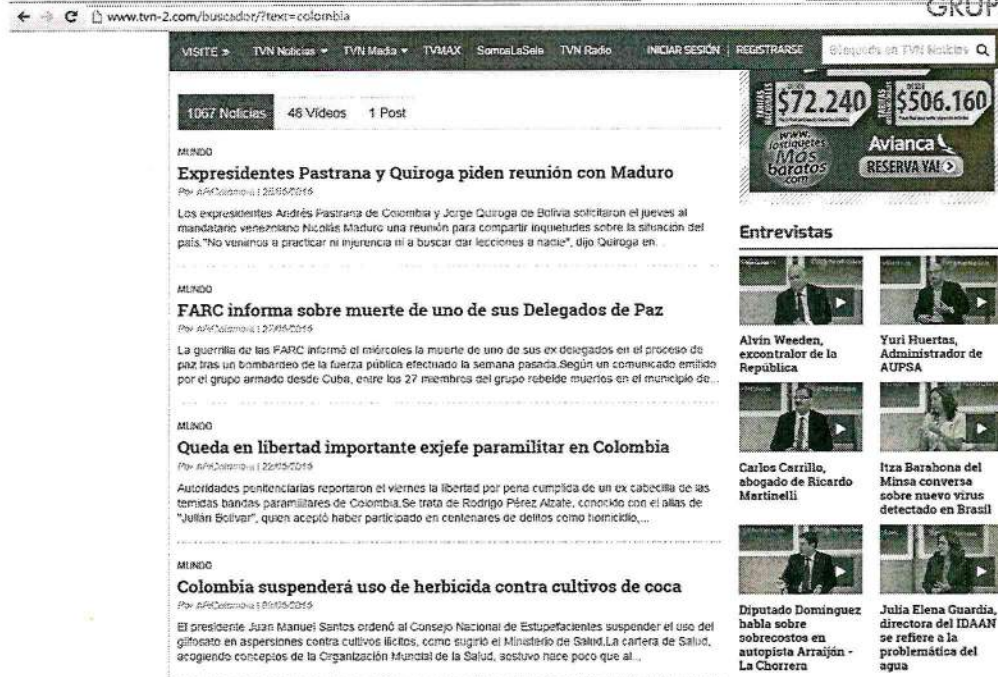 www.tvn-2.com/buscador/?text=colombia
GRUP
VISITE » TVN Noticias TVN Media TVMAX SomosLaSele TVN Radio INICIAR SESIÓN | REGISTRARSE Búsqueda en TVN Noticias
1067 Noticias 48 Vídeos 1 Post
MUNDO
Expresidentes Pastrana y Quiroga piden reunión con Maduro
Los expresidentes Andrés Pastrana de Colombia y Jorge Quiroga de Bolivia solicitaron el jueves al
mandatario venezolano Nicolás Maduro una reunión para compartir inquietudes sobre la situación del
país."No venimos a practicar ni injerencia ni a buscar dar lecciones a nadie", dijo Quiroga en...
MUNDO
FARC informa sobre muerte de uno de sus Delegados de Paz
La guerrilla de las FARC informó el miércoles la muerte de uno de sus ex delegados en el proceso de
paz tras un bombardeo de la fuerza pública efectuado la semana pasada.Según un comunicado emitido
por el grupo armado desde Cuba, entre los 27 miembros del grupo rebelde muertos en el municipio de...
MUNDO
Queda en libertad importante exjefe paramilitar en Colombia
Autoridades penitenciarias reportaron el viernes la libertad por pena cumplida de un ex cabecilla de las
temidas bandas paramilitares de Colombia.Se trata de Rodrigo Pérez Alzate, conocido con el alias de
"Julián Bolívar", quien aceptó haber participado en centenares de delitos como homicidio,...
MUNDO
Colombia suspenderá uso de herbicida contra cultivos de coca
El presidente Juan Manuel Santos ordenó al Consejo Nacional de Estupefacientes suspender el uso del
glifosato en aspersiones contra cultivos ilícitos, como sugirió el Ministerio de Salud.La cartera de Salud,
acogiendo conceptos de la Organización Mundial de la Salud, sostuvo hace poco que al...
$72.240 $506.160
www.
lostiquetes
Más
baratos
.com
Avianca
RESERVA YA!
Entrevistas
Alvin Weeden,
excontralor de la
República
Yuri Huertas,
Administrador de
AUPSA
Carlos Carrillo,
abogado de Ricardo
Martinelli
Itza Barahona del
Minsa conversa
sobre nuevo virus
detectado en Brasil
Diputado Domínguez
habla sobre
sobrecostos en
autopista Arraiján -
La Chorrera
Julia Elena Guardia,
directora del IDAAN
se refiere a la
problemática del
agua